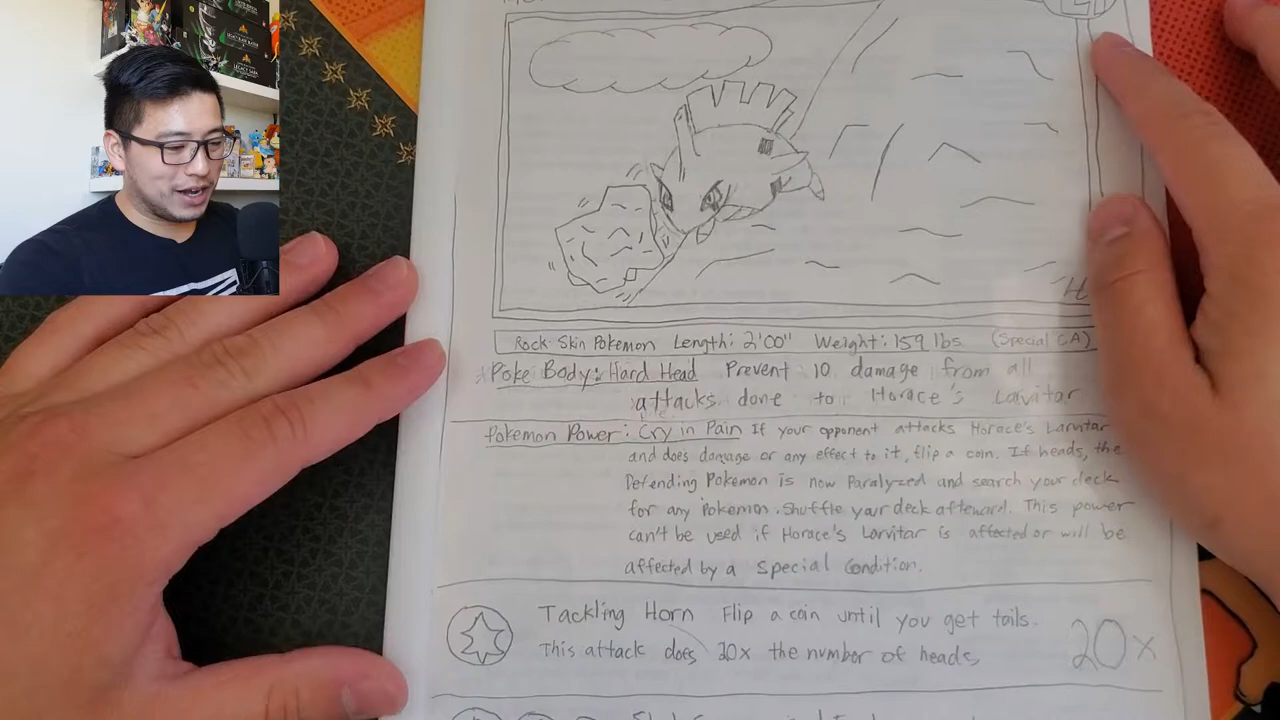 Rock Skin Pokemon Length: 2'00" Weight: 159 lbs (Special CA)
Poke Body: Hard Head Prevent 10 damage from all
attacks done to Horace's Larvitar
Pokemon Power: Cry in Pain If your opponent attacks Horace's Larvitar
and does damage or any effect to it, flip a coin. If heads, the
Defending Pokemon is now Paralyzed and search your deck
for any Pokemon. Shuffle your deck afterward. This power
can't be used if Horace's Larvitar is affected or will be
affected by a Special Condition.
Tackling Horn Flip a coin until you get tails.
This attack does 20x the number of heads.
20x